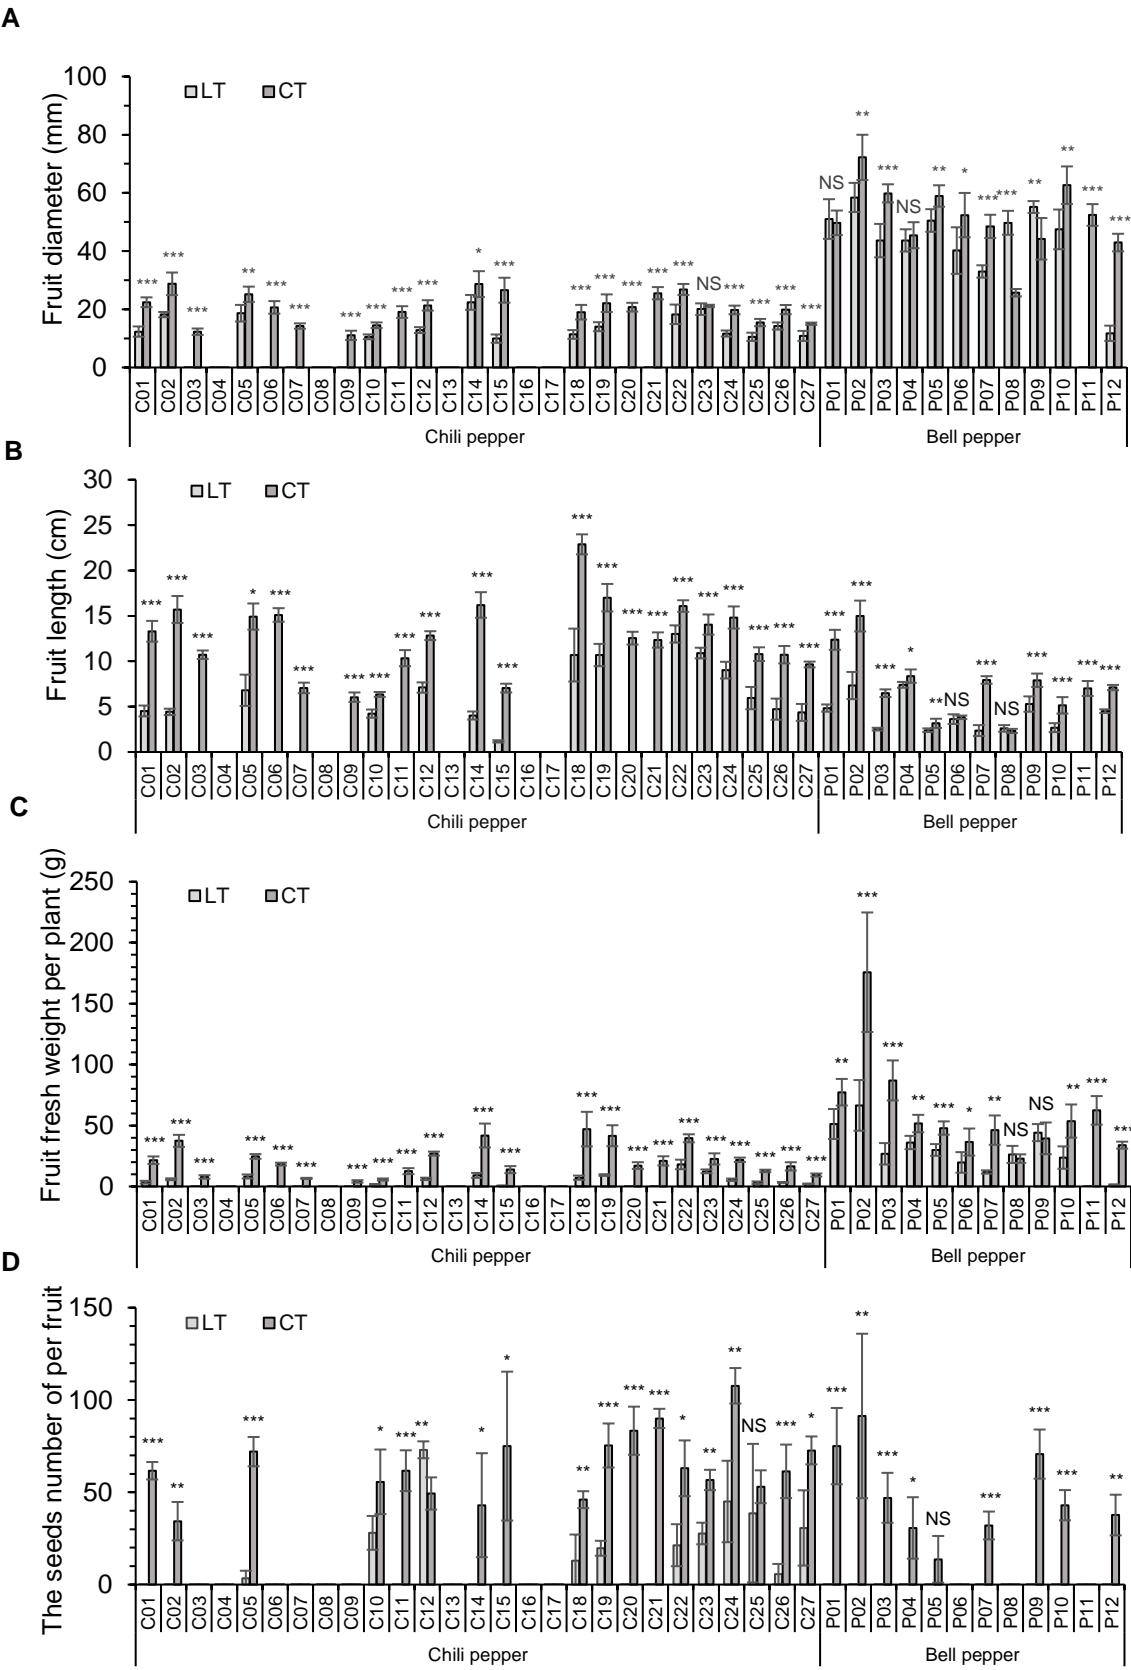 A
Fruit diameter (mm)
LT CT
100
80
60
40
20
0
*** *** *** ** *** *** *** *** *** *** * *** *** *** *** *** *** NS *** *** *** *** NS ** *** NS ** * *** *** ** ** *** ***
C01 C02 C03 C04 C05 C06 C07 C08 C09 C10 C11 C12 C13 C14 C15 C16 C17 C18 C19 C20 C21 C22 C23 C24 C25 C26 C27 P01 P02 P03 P04 P05 P06 P07 P08 P09 P10 P11 P12
Chili pepper Bell pepper
B
Fruit length (cm)
LT CT
30
25
20
15
10
5
0
*** *** *** * *** *** *** *** *** *** *** *** *** *** *** *** *** *** *** *** *** *** *** *** *** * ** NS *** NS *** *** *** ***
C01 C02 C03 C04 C05 C06 C07 C08 C09 C10 C11 C12 C13 C14 C15 C16 C17 C18 C19 C20 C21 C22 C23 C24 C25 C26 C27 P01 P02 P03 P04 P05 P06 P07 P08 P09 P10 P11 P12
Chili pepper Bell pepper
C
Fruit fresh weight per plant (g)
LT CT
250
200
150
100
50
0
*** *** *** *** *** *** *** *** *** *** *** *** *** *** *** *** *** *** *** *** *** *** ** *** *** ** *** * ** NS NS ** *** ***
C01 C02 C03 C04 C05 C06 C07 C08 C09 C10 C11 C12 C13 C14 C15 C16 C17 C18 C19 C20 C21 C22 C23 C24 C25 C26 C27 P01 P02 P03 P04 P05 P06 P07 P08 P09 P10 P11 P12
Chili pepper Bell pepper
D
The seeds number of per fruit
LT CT
150
100
50
0
*** ** *** * *** ** * * ** *** *** *** * ** ** NS *** * *** ** *** * NS *** *** *** **
C01 C02 C03 C04 C05 C06 C07 C08 C09 C10 C11 C12 C13 C14 C15 C16 C17 C18 C19 C20 C21 C22 C23 C24 C25 C26 C27 P01 P02 P03 P04 P05 P06 P07 P08 P09 P10 P11 P12
Chili pepper Bell pepper